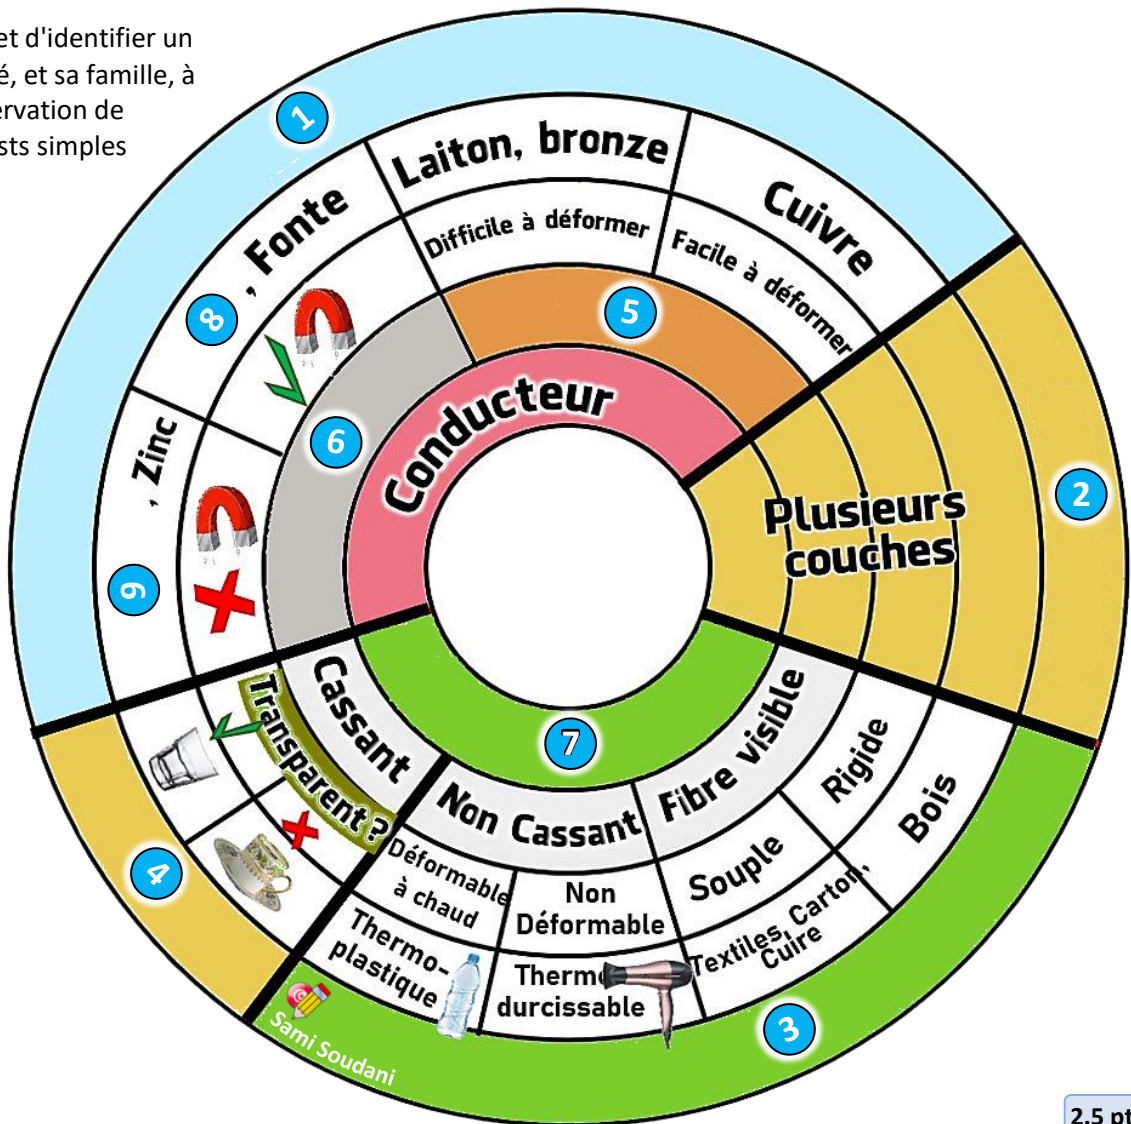 et d'identifier un
é, et sa famille, à
ervation de
sts simples
1
Laiton, bronze
Cuivre
, Fonte
8
Difficile à déformer
Facile à déformer
5
Conducteur
6
, Zinc
9
2
Plusieurs
couches
Cassant
Transparent ?
7
Non Cassant
Fibre visible
Rigide
Bois
Souple
4
Déformable
à chaud
Non
Déformable
Textiles, Carton,
Cuire
Thermo-
plastique
Therm
durcissable
3
Sami Soudani
2.5 pt